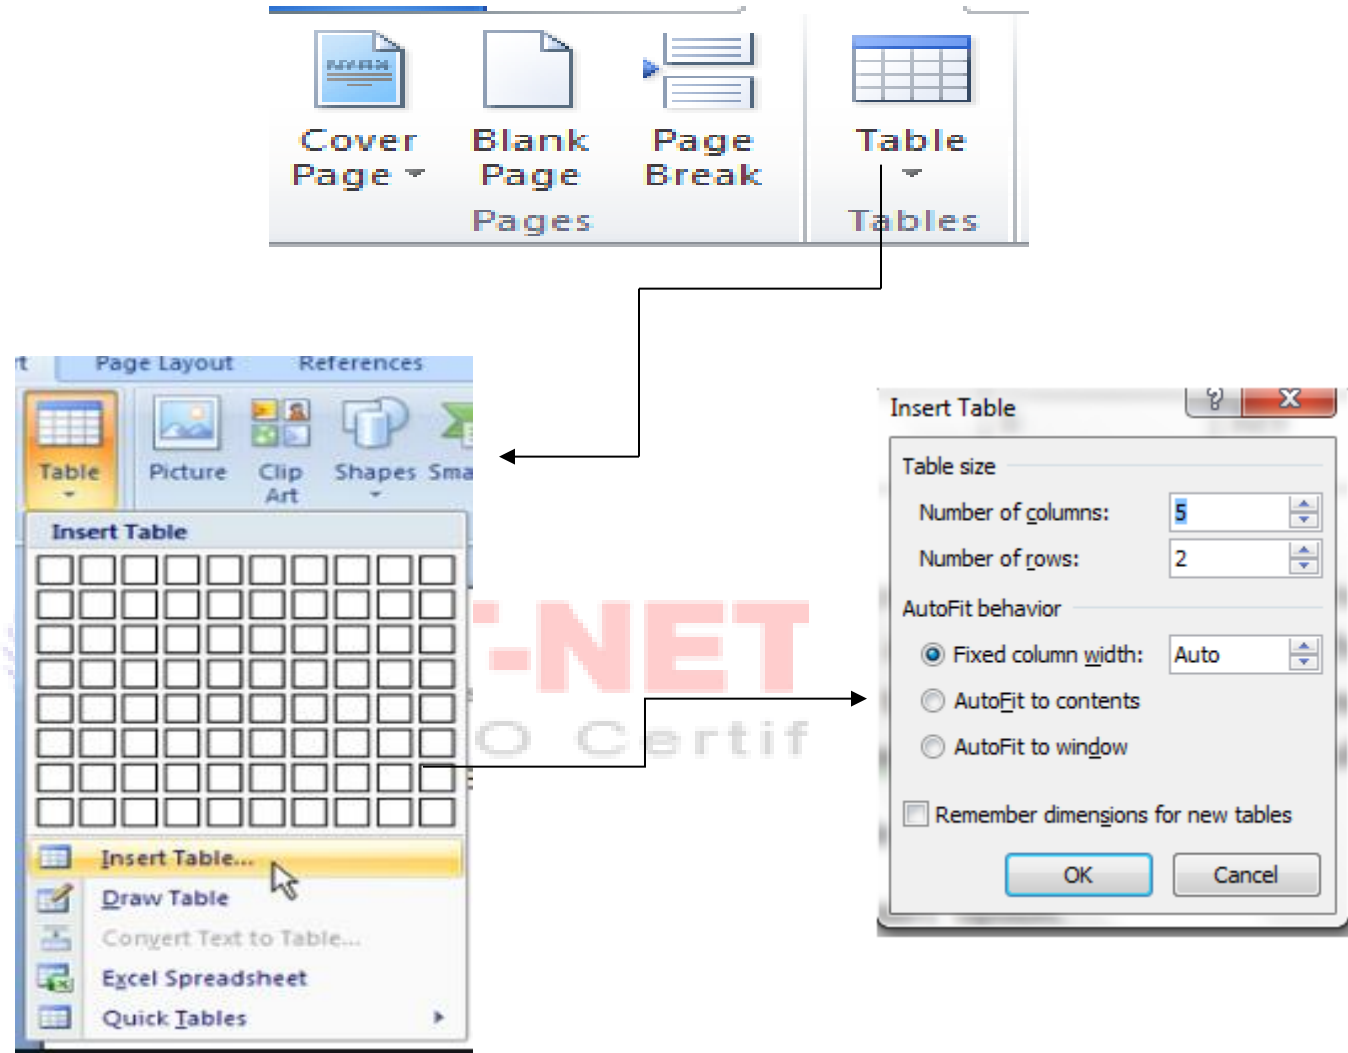 Cover
Page
Blank
Page
Page
Break
Table
Pages
Tables
Page Layout
References
Table
Picture
Clip
Art
Shapes
Sma
Insert Table
Insert Table...
Draw Table
Convert Text to Table...
Excel Spreadsheet
Quick Tables
-NET
O Certif
Insert Table
?
X
Table size
Number of columns:
5
Number of rows:
2
AutoFit behavior
Fixed column width:
Auto
AutoFit to contents
AutoFit to window
Remember dimensions for new tables
OK
Cancel